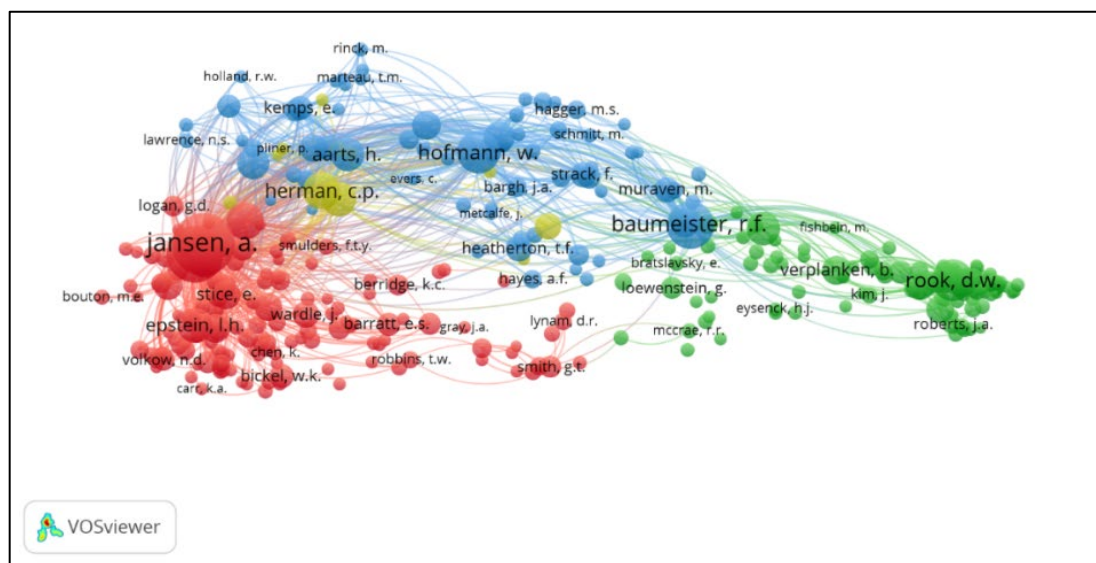 rinck, m.
holland, r.w.
marteau, t.m.
kemps, e.
hagger, m.s.
lawrence, n.s.
schmitt, m.
pliner, p.
aarts, h.
hofmann, w.
evers, c.
strack, f.
herman, c.p.
bargh, j.a.
muraven, m.
logan, g.d.
metcalfe, j.
baumeister, r.f.
fishbein, m.
jansen, a.
smulders, f.t.y.
heatherton, t.f.
bratslavsky, e.
verplanken, b.
bouton, m.e.
stice, e.
berridge, k.c.
hayes, a.f.
loewenstein, g.
kim, j.
rook, d.w.
eysenck, h.j.
epstein, l.h.
wardle, j.
barratt, e.s.
gray, j.a.
lynam, d.r.
mccrae, r.r.
roberts, j.a.
volkow, n.d.
chen, k.
robbins, t.w.
smith, g.t.
bickel, w.k.
carr, k.a.
VOSviewer